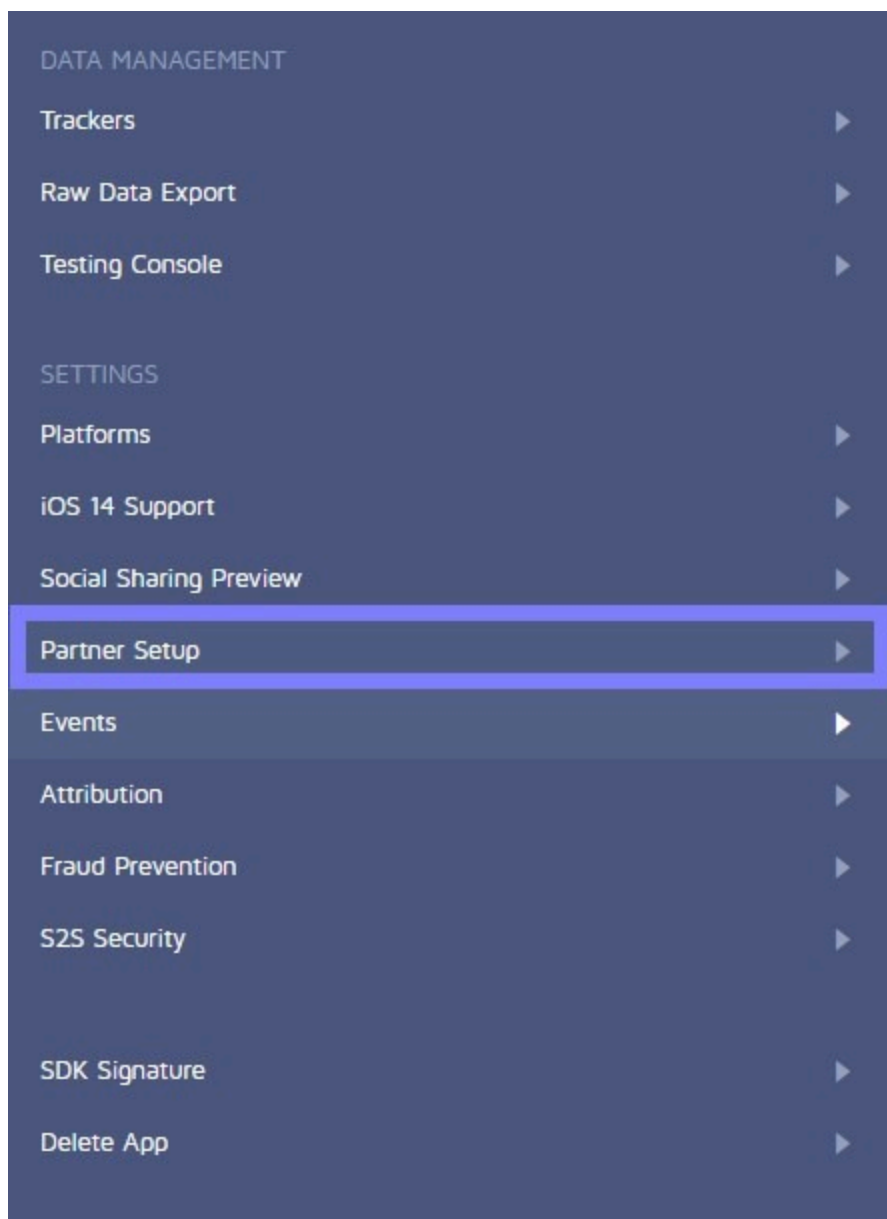 DATA MANAGEMENT
Trackers
Raw Data Export
Testing Console
SETTINGS
Platforms
iOS 14 Support
Social Sharing Preview
Partner Setup
Events
Attribution
Fraud Prevention
S2S Security
SDK Signature
Delete App